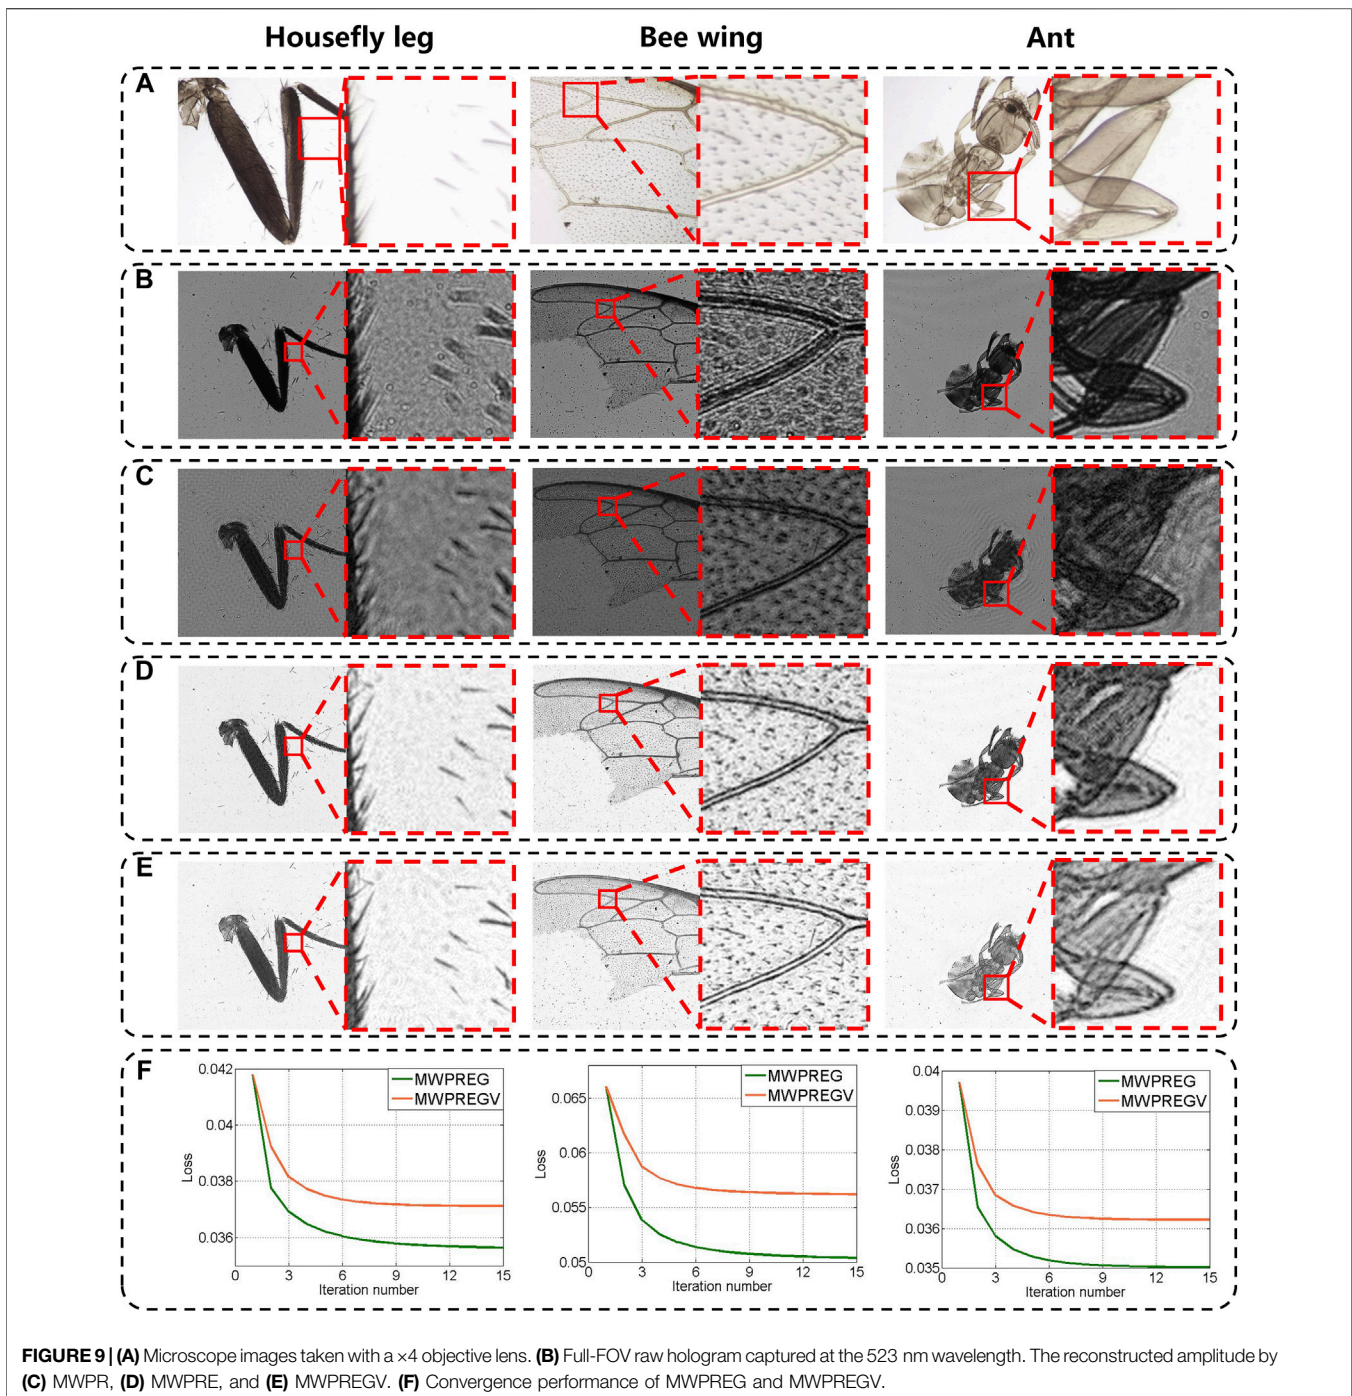 Housefly leg Bee wing Ant
A
B
C
D
E
F
0.042
0.04
0.038
0.036
Loss
0 3 6 9 12 15
Iteration number
MWPREG
MWPREGV
0.065
0.06
0.055
0.05
Loss
0 3 6 9 12 15
Iteration number
MWPREG
MWPREGV
0.04
0.039
0.038
0.037
0.036
0.035
Loss
0 3 6 9 12 15
Iteration number
MWPREG
MWPREGV
FIGURE 9 | (A) Microscope images taken with a ×4 objective lens. (B) Full-FOV raw hologram captured at the 523 nm wavelength. The reconstructed amplitude by
(C) MWPR, (D) MWPRE, and (E) MWPREGV. (F) Convergence performance of MWPREG and MWPREGV.